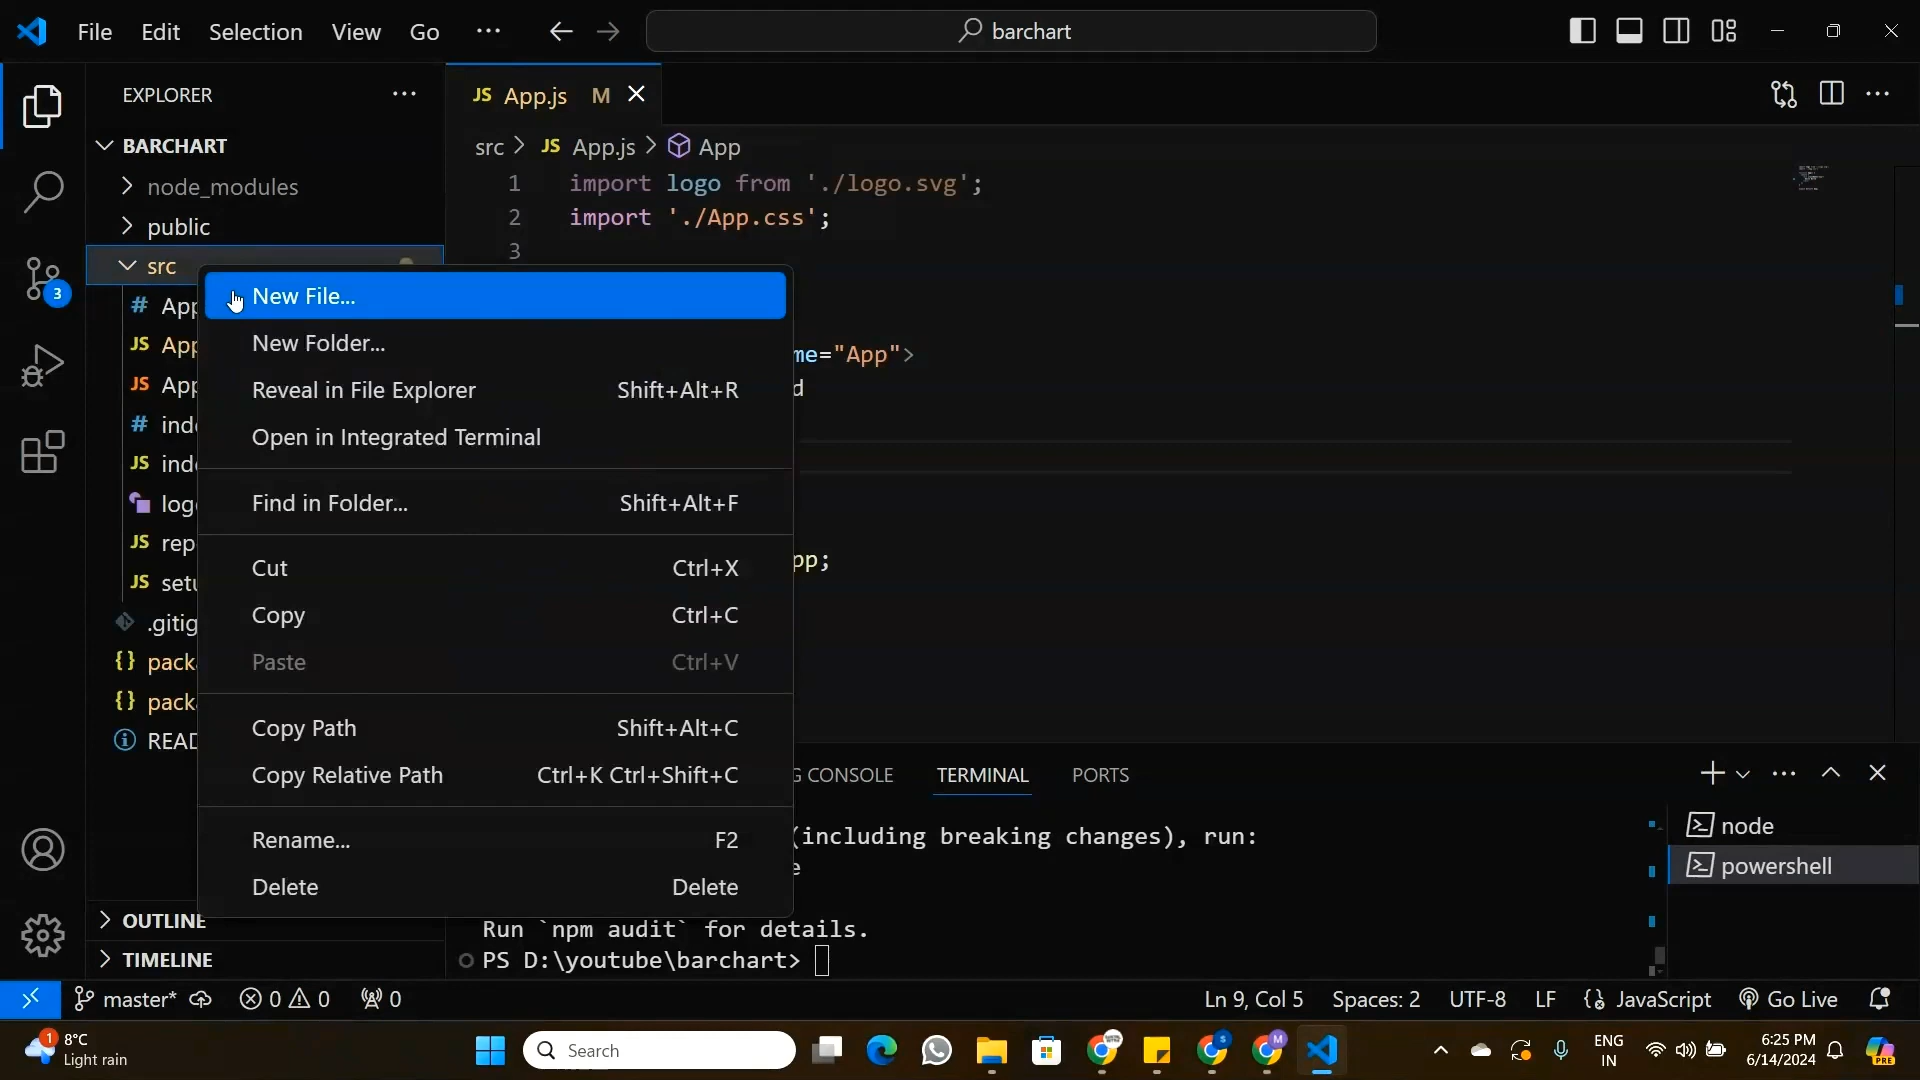 File Edit Selection View Go ··· barchart
EXPLORER ···
JS App.js M
BARCHART
src > JS App.js > App
node_modules
1 import logo from './logo.svg';
public
2 import './App.css';
3
src
New File...
# App
New Folder...
JS App
me="App">
Reveal in File Explorer Shift+Alt+R
JS App
d
# ind
Open in Integrated Terminal
JS ind
Find in Folder... Shift+Alt+F
log
JS rep
Cut Ctrl+X
pp;
JS setu
Copy Ctrl+C
.gitig
Paste Ctrl+V
{} pack
{} pack
Copy Path Shift+Alt+C
READ
Copy Relative Path Ctrl+K Ctrl+Shift+C
G CONSOLE TERMINAL PORTS
(including breaking changes), run:
node
Rename... F2
e
powershell
Delete Delete
OUTLINE
Run `npm audit` for details.
TIMELINE
PS D:\youtube\barchart>
master* 0 0 0 Ln 9, Col 5 Spaces: 2 UTF-8 LF JavaScript Go Live
3
1 8°C
Light rain
Search
S M
ENG
IN
6:25 PM
6/14/2024
PRE